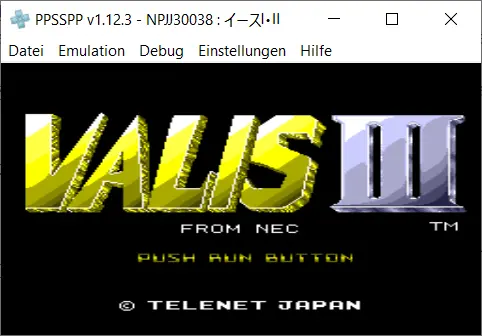 PPSSPP v1.12.3 - NPJJ30038 : イースI・II
Datei Emulation Debug Einstellungen Hilfe
VALIS III
FROM NEC TM
PUSH RUN BUTTON
© TELENET JAPAN